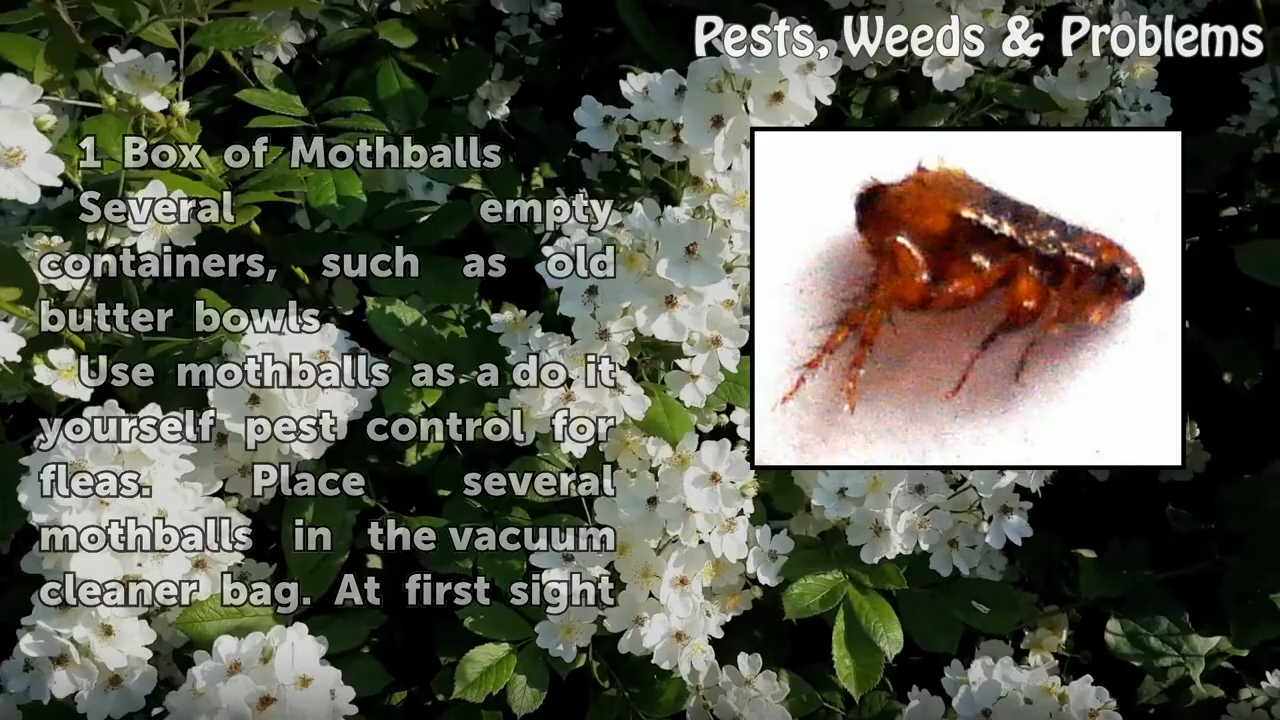 Pests, Weeds & Problems
1 Box of Mothballs
Several empty
containers, such as old
butter bowls
Use mothballs as a do it
yourself pest control for
fleas. Place several
mothballs in the vacuum
cleaner bag. At first sight